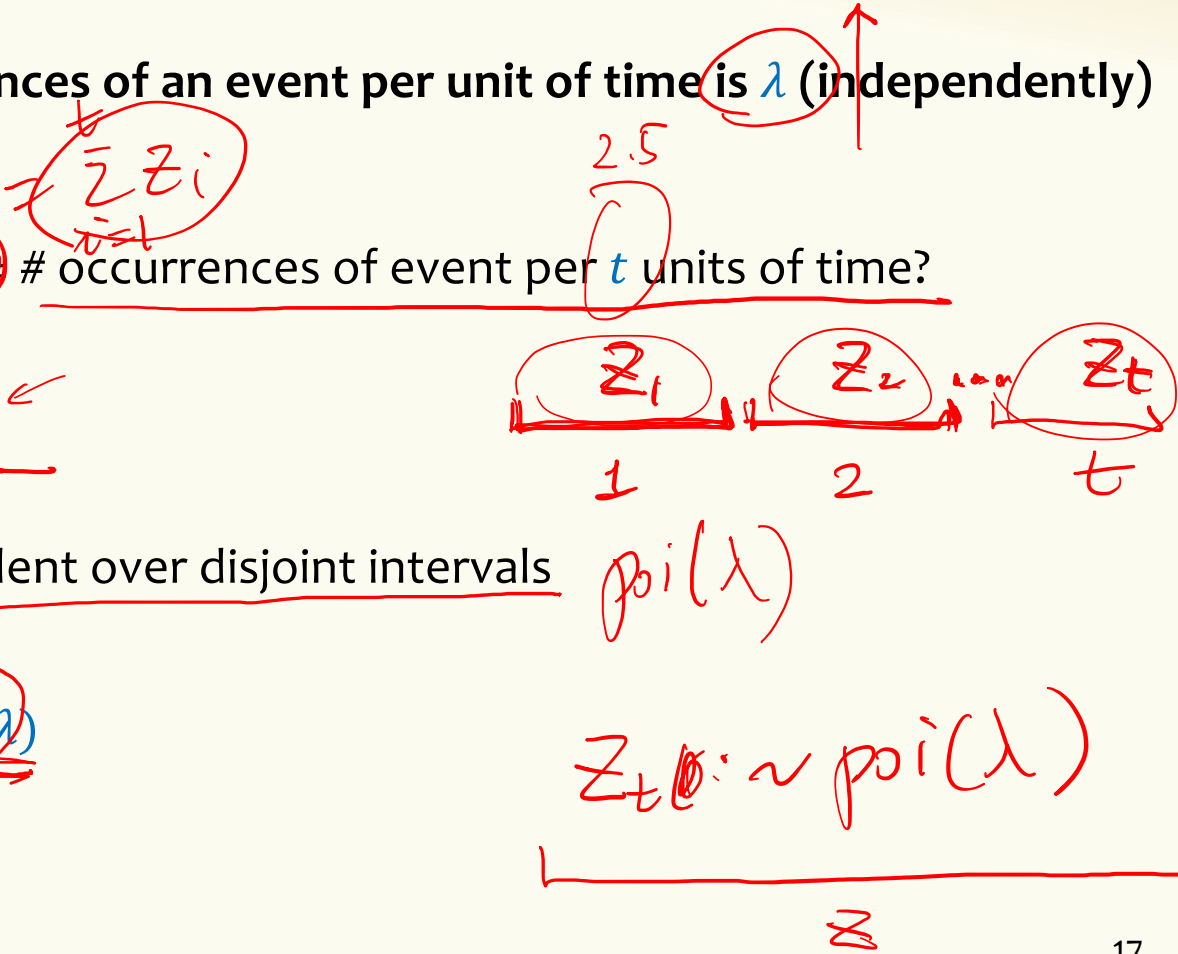 nces of an event per unit of time is λ (independently)
t
= Σ Zi
i=1
2.5
# occurrences of event per t units of time?
Z1 Z2 .... Zt
1 2 t
lent over disjoint intervals
poi(λ)
λ)
Zt : ~ poi(λ)
Z
17